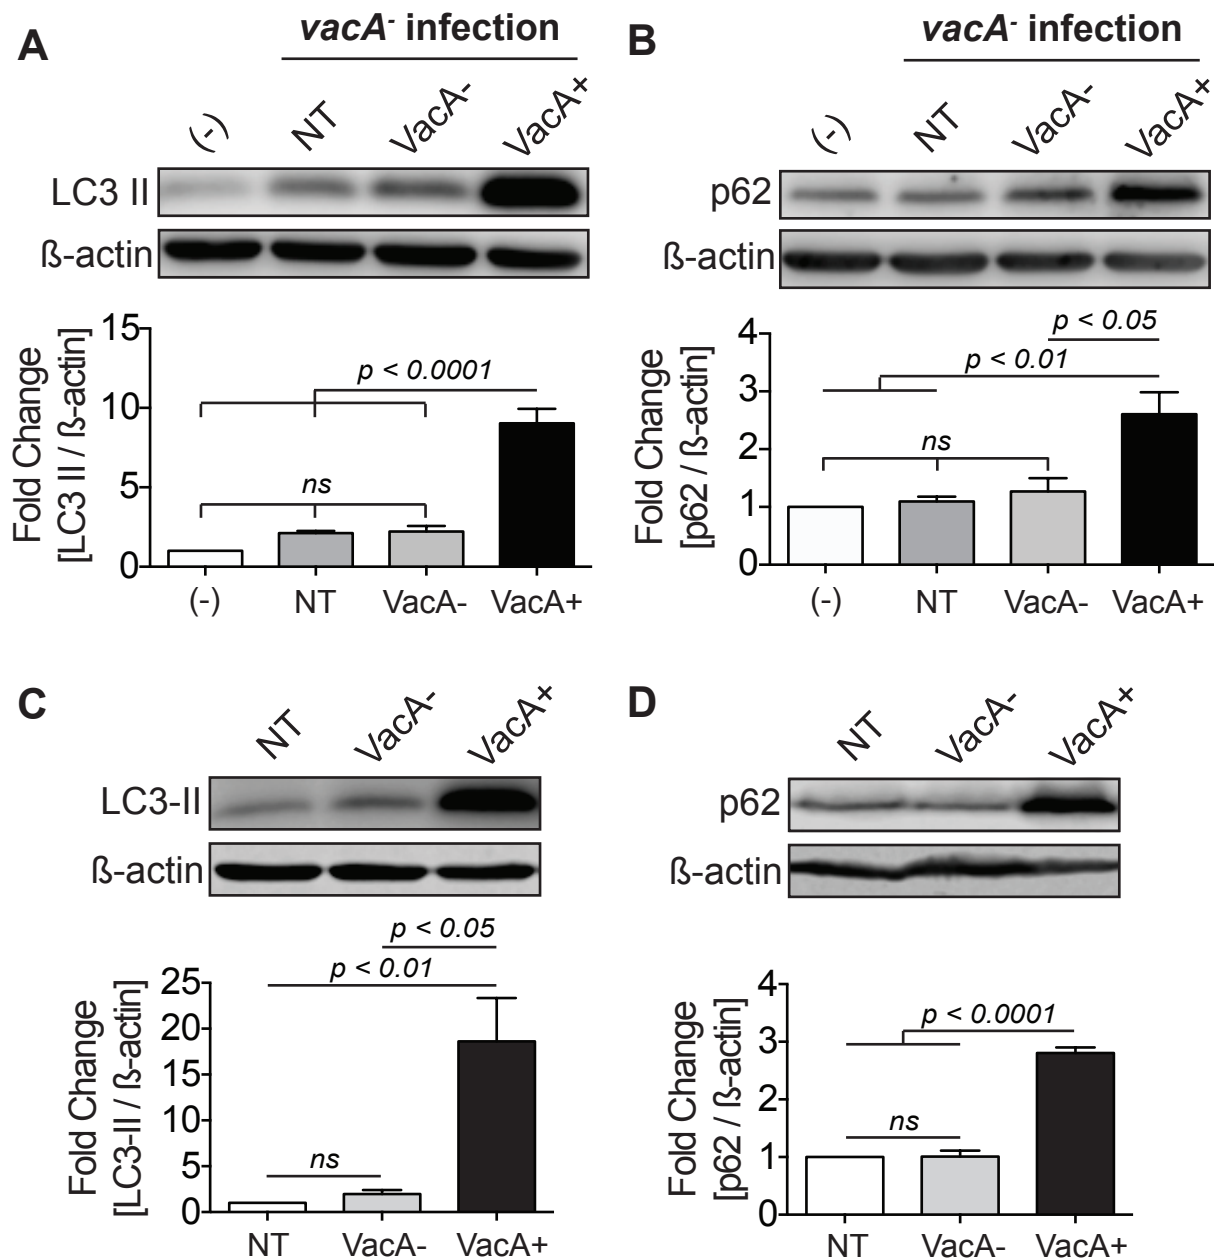 A
vacA- infection
(-)
NT
VacA-
VacA+
LC3 II
ß-actin
Fold Change
[LC3 II / ß-actin]
15
10
5
0
p < 0.0001
ns
(-)
NT
VacA-
VacA+
B
vacA- infection
(-)
NT
VacA-
VacA+
p62
ß-actin
Fold Change
[p62 / ß-actin]
4
3
2
1
0
p < 0.05
p < 0.01
ns
(-)
NT
VacA-
VacA+
C
NT
VacA-
VacA+
LC3-II
ß-actin
Fold Change
[LC3-II / ß-actin]
25
20
15
10
5
0
p < 0.05
p < 0.01
ns
NT
VacA-
VacA+
D
NT
VacA-
VacA+
p62
ß-actin
Fold Change
[p62 / ß-actin]
4
3
2
1
0
p < 0.0001
ns
NT
VacA-
VacA+